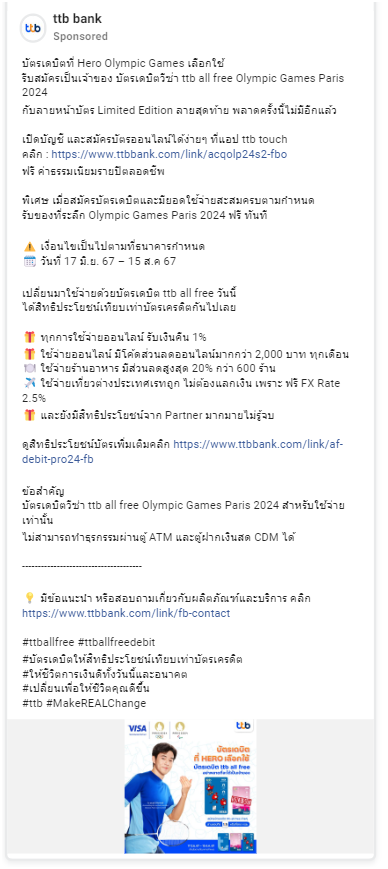 ttb bank
Sponsored
ttb
บัตรเดบิตที่ Hero Olympic Games เลือกใช้
รับสมัครเป็นเจ้าของ บัตรเดบิตวีซ่า ttb all free Olympic Games Paris
2024
กับลายหน้าบัตร Limited Edition ลายสุดท้าย พลาดครั้งนี้ไม่มีอีกแล้ว
เปิดบัญชี และสมัครบัตรออนไลน์ได้ง่ายๆ ที่แอป ttb touch
คลิก : https://www.ttbbank.com/link/acqolp24s2-fbo
ฟรี ค่าธรรมเนียมรายปีตลอดชีพ
พิเศษ เมื่อสมัครบัตรเดบิตและมียอดใช้จ่ายสะสมครบตามกำหนด
รับของที่ระลึก Olympic Games Paris 2024 ฟรี ทันที
เงื่อนไขเป็นไปตามที่ธนาคารกำหนด
วันที่ 17 มิ.ย. 67 – 15 ส.ค 67
เปลี่ยนมาใช้จ่ายด้วยบัตรเดบิต ttb all free วันนี้
ได้สิทธิประโยชน์เทียบเท่าบัตรเครดิตกันไปเลย
ทุกการใช้จ่ายออนไลน์ รับเงินคืน 1%
ใช้จ่ายออนไลน์ มีโค้ดส่วนลดออนไลน์มากกว่า 2,000 บาท ทุกเดือน
ใช้จ่ายร้านอาหาร มีส่วนลดสูงสุด 20% กว่า 600 ร้าน
ใช้จ่ายเที่ยวต่างประเทศเรทถูก ไม่ต้องแลกเงิน เพราะ ฟรี FX Rate
2.5%
และยังมีสิทธิประโยชน์จาก Partner มากมายไม่รู้จบ
ดูสิทธิประโยชน์บัตรเพิ่มเติมคลิก https://www.ttbbank.com/link/af-
debit-pro24-fb
ข้อสำคัญ
บัตรเดบิตวีซ่า ttb all free Olympic Games Paris 2024 สำหรับใช้จ่าย
เท่านั้น
ไม่สามารถทำธุรกรรมผ่านตู้ ATM และตู้ฝากเงินสด CDM ได้
--------------------------------------
มีข้อแนะนำ หรือสอบถามเกี่ยวกับผลิตภัณฑ์และบริการ คลิก
https://www.ttbbank.com/link/fb-contact
#ttballfree #ttballfreedebit
#บัตรเดบิตให้สิทธิประโยชน์เทียบเท่าบัตรเครดิต
#ให้ชีวิตการเงินดีทั้งวันนี้และอนาคต
#เปลี่ยนเพื่อให้ชีวิตคุณดีขึ้น
#ttb #MakeREALChange
VISA
ttb
บัตรเดบิต
ที่ HERO เลือกใช้
บัตรเดบิต ttb all free